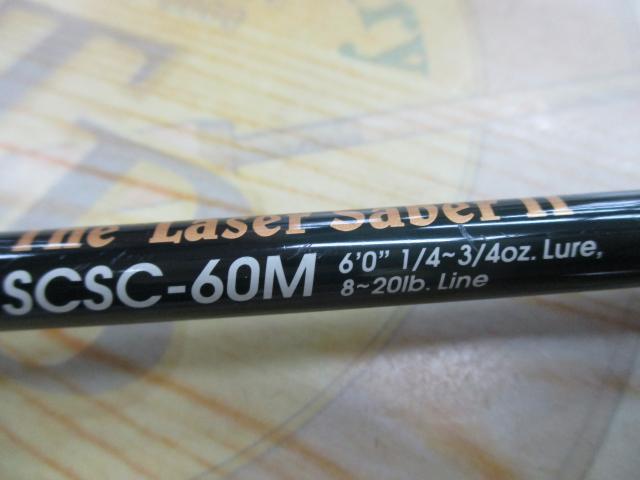 The Laser Saber II
SCSC-60M
6'0" 1/4~3/4oz. Lure,
8~20lb. Line